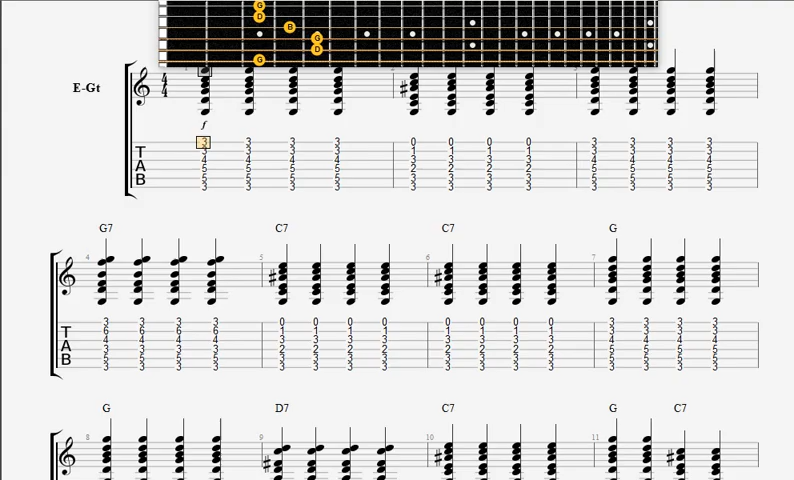 G
D
B
G
D
G
E-Gt
4
4
f
T 3 3 3 3 0 0 0 0 3 3 3 3
3 3 3 3 1 1 1 1 3 3 3 3
A 4 4 4 4 3 3 3 3 4 4 4 4
5 5 5 5 2 2 2 2 5 5 5 5
B 5 5 5 5 3 3 3 3 5 5 5 5
3 3 3 3 3 3 3 3 3 3 3 3
G7 C7 C7 G
4 5 6 7
T 3 3 3 3 0 0 0 0 0 0 0 0 3 3 3 3
6 6 6 6 1 1 1 1 1 1 1 1 3 3 3 3
A 4 4 4 4 3 3 3 3 3 3 3 3 4 4 4 4
3 3 3 3 2 2 2 2 2 2 2 2 5 5 5 5
B 5 5 5 5 3 3 3 3 3 3 3 3 5 5 5 5
3 3 3 3 3 3 3 3 3 3 3 3 3 3 3 3
G D7 C7 G C7
8 9 10 11